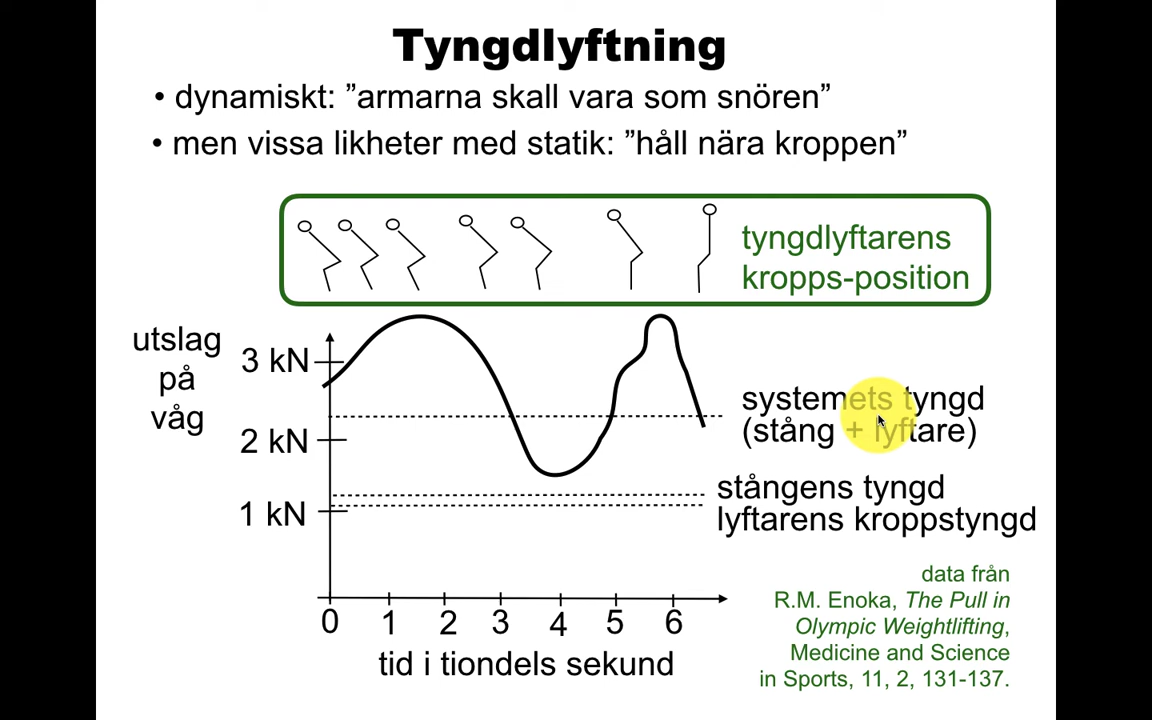 Tyngdlyftning
• dynamiskt: ”armarna skall vara som snören”
• men vissa likheter med statik: ”håll nära kroppen”
tyngdlyftarens
kropps-position
utslag
på
våg
3 kN
2 kN
1 kN
systemets tyngd
(stång + lyftare)
stångens tyngd
lyftarens kroppstyngd
0 1 2 3 4 5 6
tid i tiondels sekund
data från
R.M. Enoka, The Pull in
Olympic Weightlifting,
Medicine and Science
in Sports, 11, 2, 131-137.